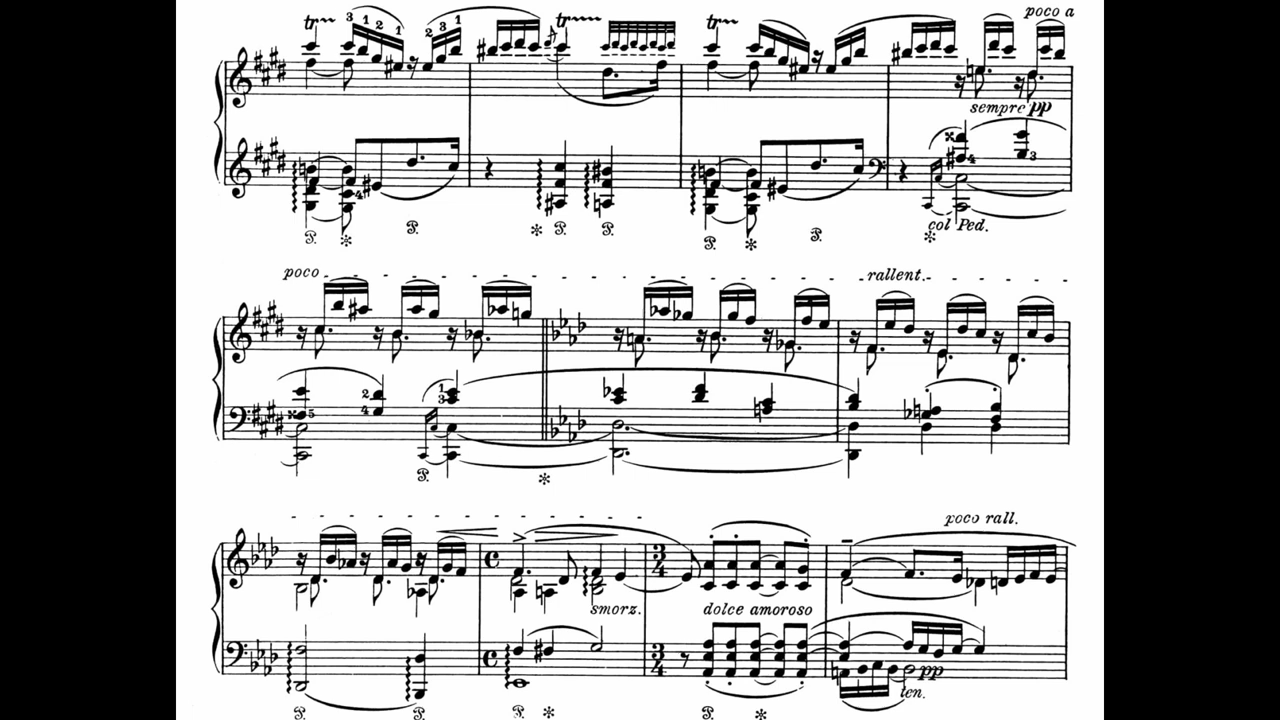 poco a
sempre pp
col Ped.
poco
rallent.
smorz.
dolce amoroso
poco rall.
pp
ten.